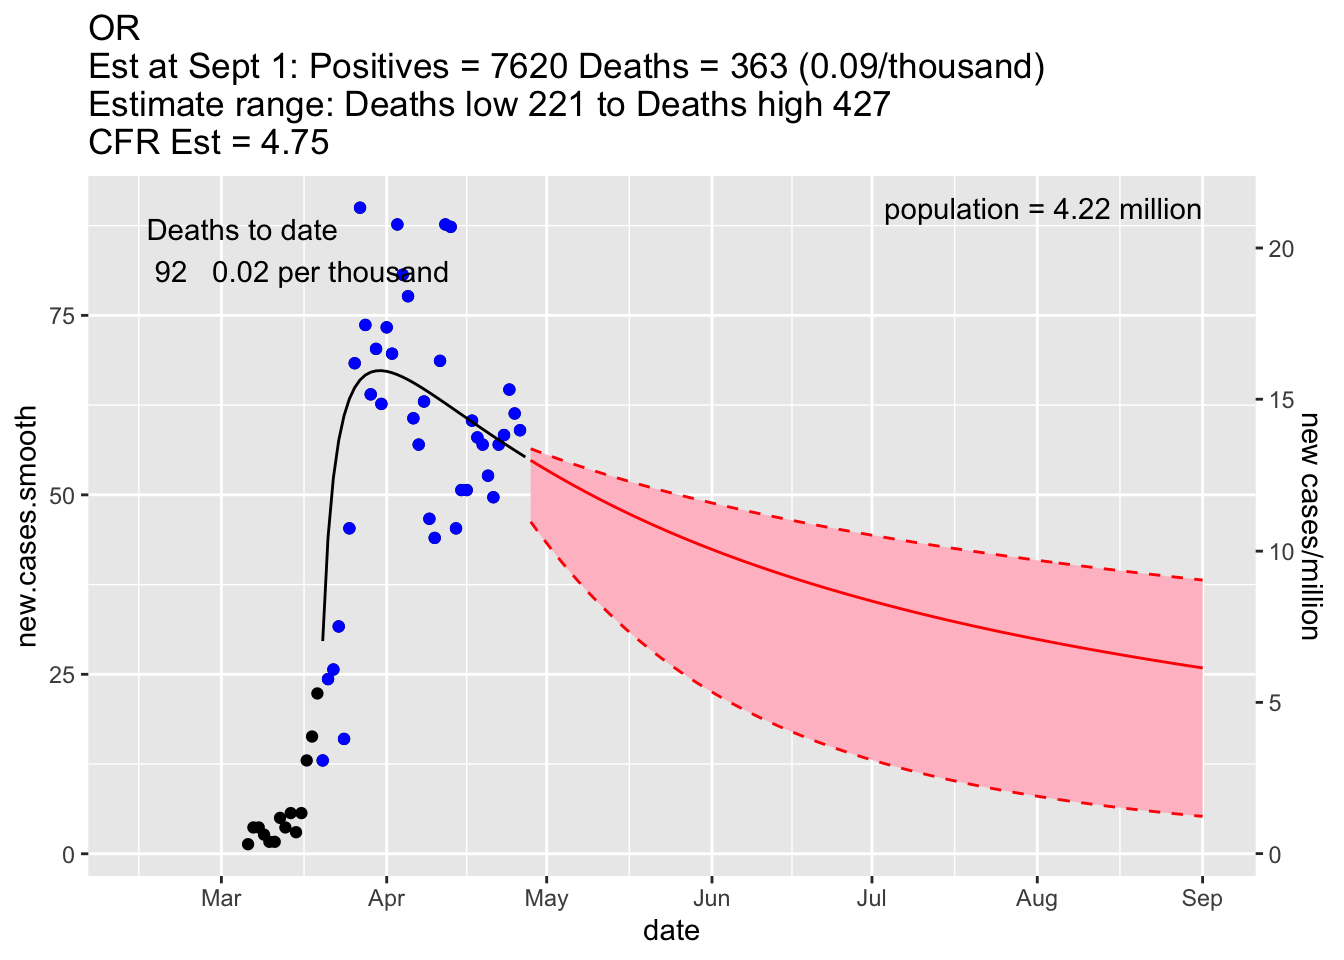 OR
Est at Sept 1: Positives = 7620 Deaths = 363 (0.09/thousand)
Estimate range: Deaths low 221 to Deaths high 427
CFR Est = 4.75
population = 4.22 million
Deaths to date
92 0.02 per thousand
75
50
25
0
new.cases.smooth
20
15
10
5
0
new cases/million
Mar Apr May Jun Jul Aug Sep
date